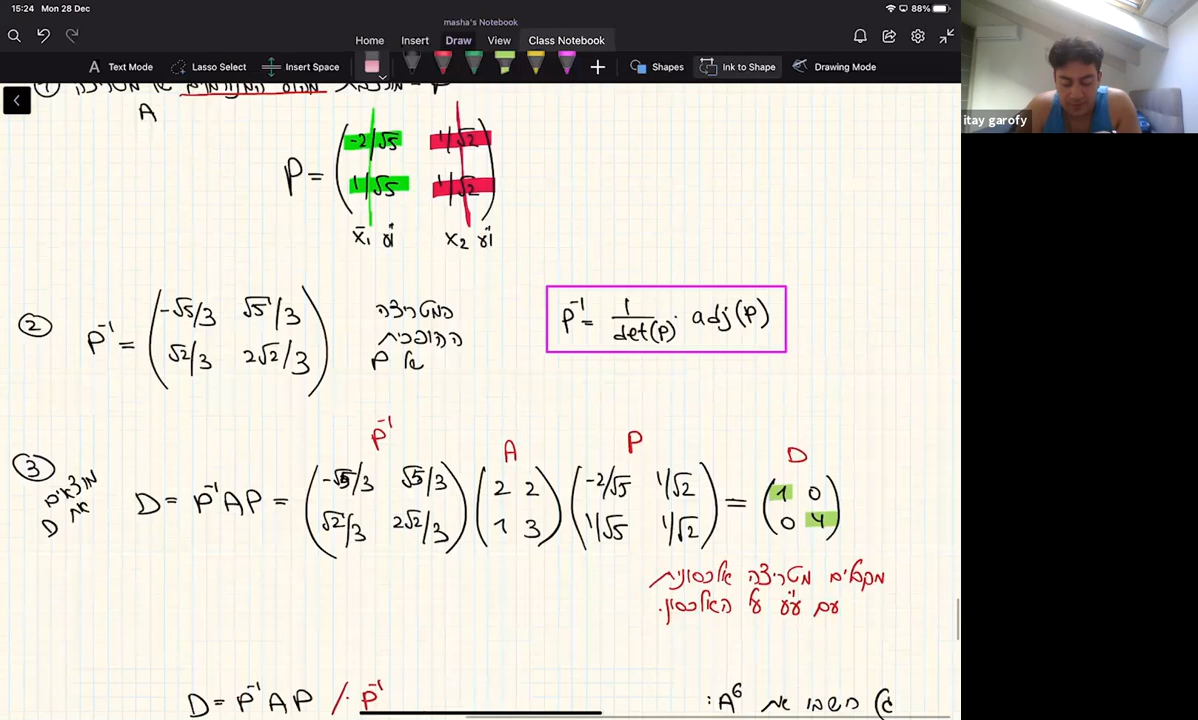 15:24 Mon 28 Dec
88%
masha's Notebook
Home Insert Draw View Class Notebook
Text Mode Lasso Select Insert Space Shapes Ink to Shape Drawing Mode
itay garofy
A
P = ( -2/√5 1/√2
1/√5 1/√2 )
x̄₁ ו״ע x₂ ו״ע
② P⁻¹ = ( -√5/3 √5/3
√2/3 2√2/3 )
המטריצה
ההופכית
של P
P⁻¹ = 1/det(P) · adj(P)
③ מוצאים
את D
P⁻¹ A P D
D = P⁻¹AP = ( -√5/3 √5/3
√2/3 2√2/3 ) ( 2 2
1 3 ) ( -2/√5 1/√2
1/√5 1/√2 ) = ( 1 0
0 4 )
מקבלים מטריצה אלכסונית
עם ע״ע על האלכסון.
D = P⁻¹AP /· P⁻¹
ג) חשבו את A⁶: